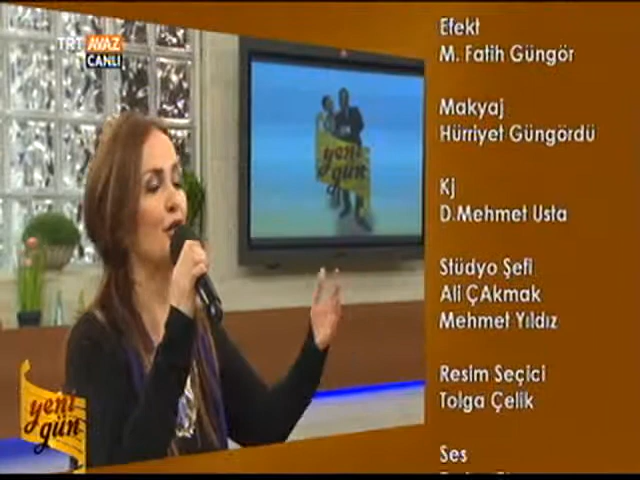 TRT AVAZ
CANLI
yeni
gün
yeni
gün
Efekt
M. Fatih Güngör
Makyaj
Hürriyet Güngördü
Kj
D.Mehmet Usta
Stüdyo Şefi
Ali ÇAkmak
Mehmet Yıldız
Resim Seçici
Tolga Çelik
Ses